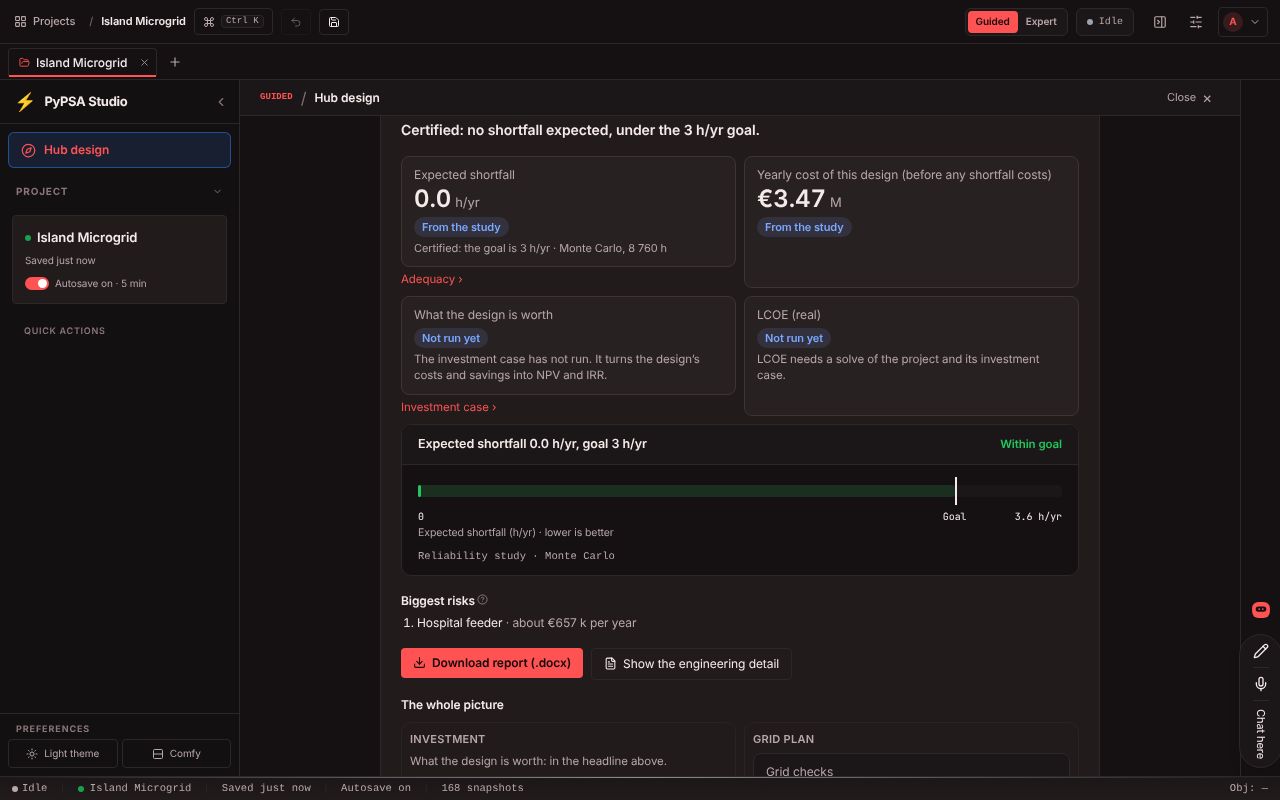 Projects / Island Microgrid ⌘ Ctrl K
Guided Expert Idle A
Island Microgrid
PyPSA Studio
GUIDED / Hub design
Close
Hub design
PROJECT
Island Microgrid
Saved just now
Autosave on · 5 min
QUICK ACTIONS
Certified: no shortfall expected, under the 3 h/yr goal.
Expected shortfall
0.0 h/yr
From the study
Certified: the goal is 3 h/yr · Monte Carlo, 8 760 h
Adequacy ›
Yearly cost of this design (before any shortfall costs)
€3.47 M
From the study
What the design is worth
Not run yet
The investment case has not run. It turns the design's
costs and savings into NPV and IRR.
Investment case ›
LCOE (real)
Not run yet
LCOE needs a solve of the project and its investment
case.
Expected shortfall 0.0 h/yr, goal 3 h/yr
Within goal
0 Goal 3.6 h/yr
Expected shortfall (h/yr) · lower is better
Reliability study · Monte Carlo
Biggest risks ?
1. Hospital feeder · about €657 k per year
Download report (.docx)
Show the engineering detail
The whole picture
INVESTMENT
What the design is worth: in the headline above.
GRID PLAN
Grid checks
Chat here
PREFERENCES
Light theme
Comfy
Idle Island Microgrid Saved just now Autosave on 168 snapshots Obj: —